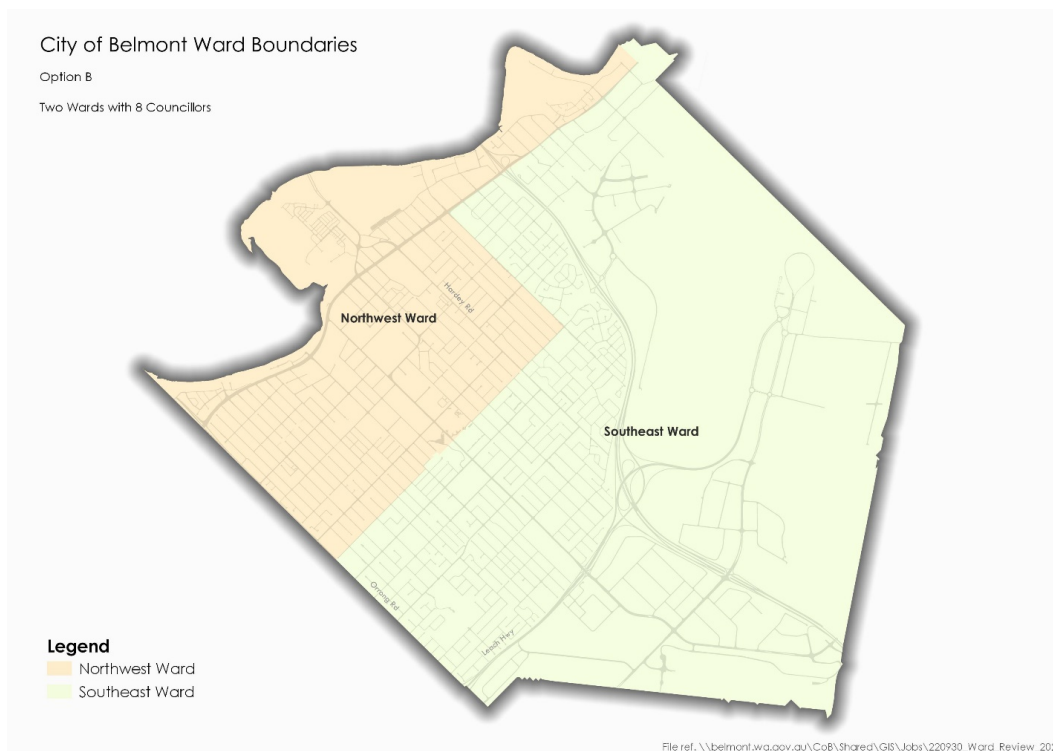 City of Belmont Ward Boundaries
Option B
Two Wards with 8 Councillors
Hardey Rd
Northwest Ward
Southeast Ward
Orrong Rd
Leach Hwy
Legend
Northwest Ward
Southeast Ward
File ref. \\belmont.wa.gov.au\CoB\Shared\GIS\Jobs\220930_Ward_Review_202